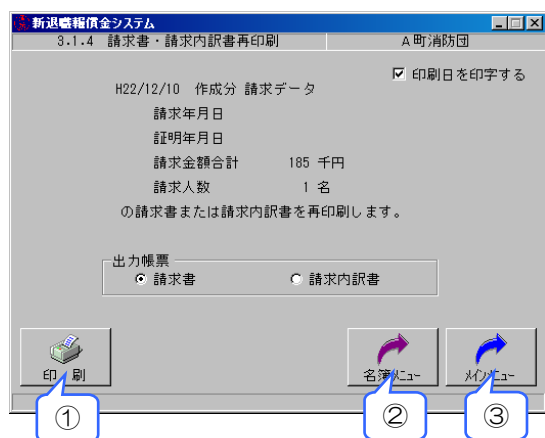 新退職報償金システム
3.1.4 請求書・請求内訳書再印刷 A町消防団
印刷日を印字する
H22/12/10 作成分 請求データ
請求年月日
証明年月日
請求金額合計 185 千円
請求人数 1 名
の請求書または請求内訳書を再印刷します。
出力帳票
請求書 請求内訳書
印 刷 名簿ﾒﾆｭｰ ﾒｲﾝﾒﾆｭｰ
① ② ③